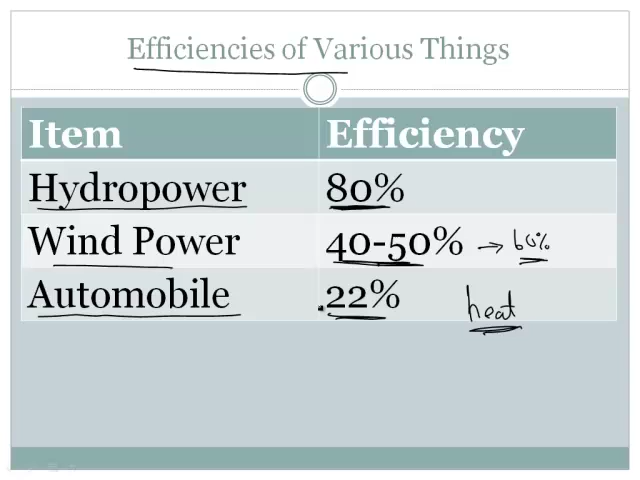 Efficiencies of Various Things
Item Efficiency
Hydropower 80%
Wind Power 40-50% → 60%
Automobile 22% heat